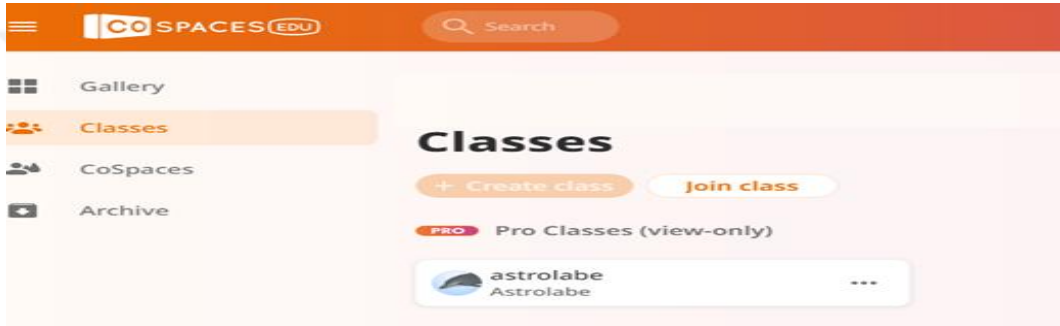 CO SPACES EDU
Search
Gallery
Classes
CoSpaces
Archive
Classes
+ Create class
Join class
PRO Pro Classes (view-only)
astrolabe
Astrolabe